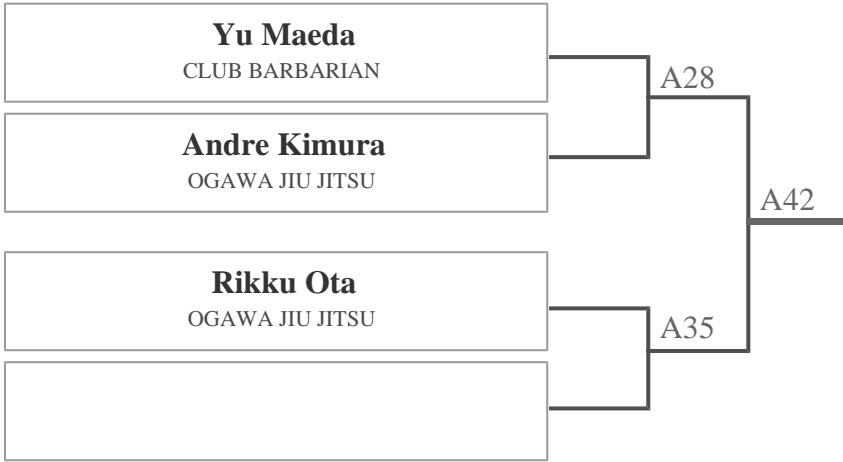 Yu Maeda
CLUB BARBARIAN
A28
Andre Kimura
OGAWA JIU JITSU
A42
Rikku Ota
OGAWA JIU JITSU
A35